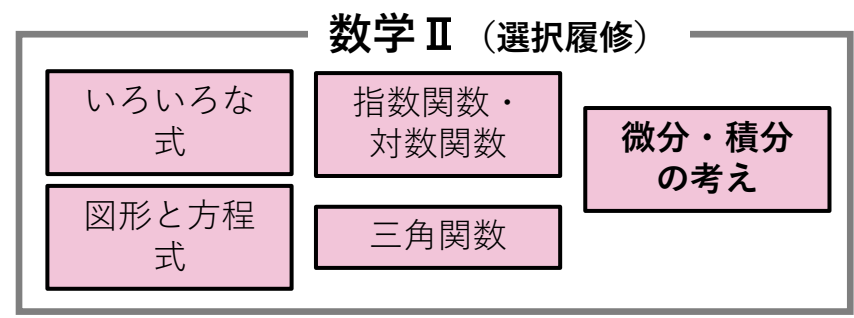 数学Ⅱ（選択履修）
いろいろな
式
指数関数・
対数関数
微分・積分
の考え
図形と方程
式
三角関数